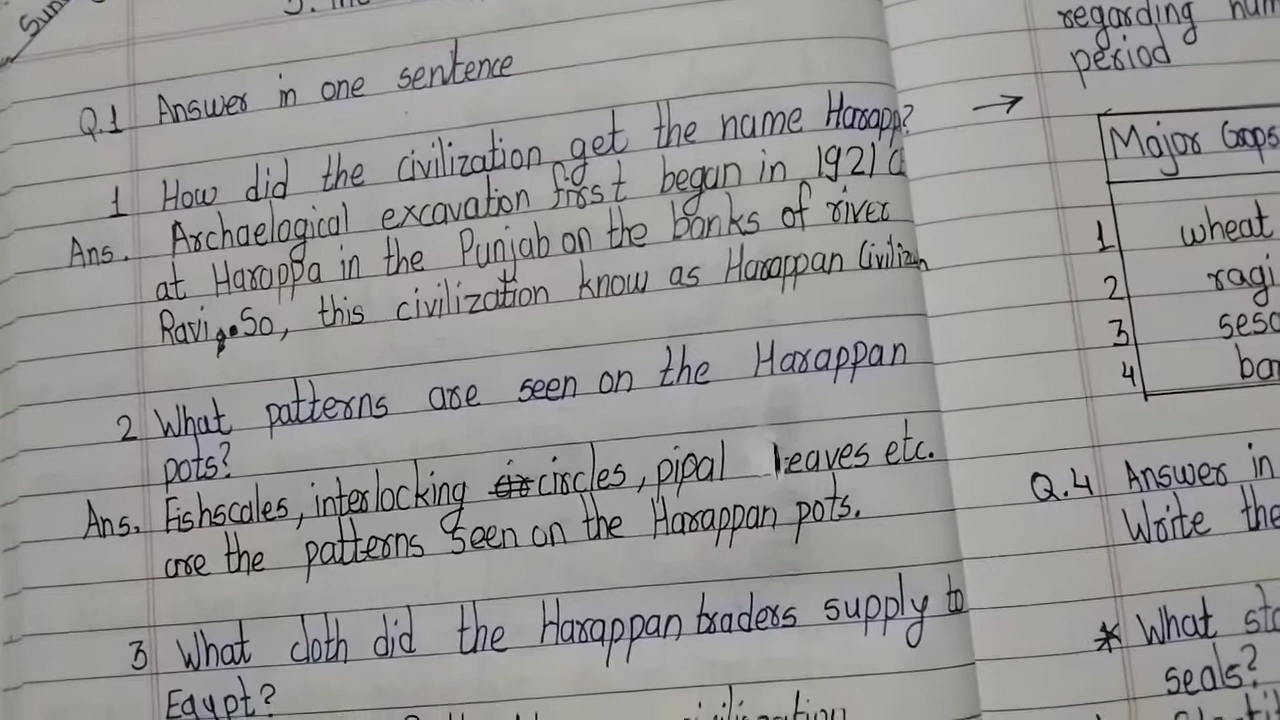 Q.1 Answer in one sentence
1 How did the civilization get the name Harapp?
Ans. Archaelogical excavation first began in 1921
at Harappa in the Punjab on the banks of river
Ravi. So, this civilization know as Harappan
2 What patterns are seen on the Harappan
pots?
Ans. Fishscales, interlocking circles, pipal leaves etc.
are the patterns seen on the Harappan pots.
3 What cloth did the Harappan traders supply to
Egypt?
regarding
period
→
Major Crops
1 wheat
2 ragi
3
4
Q.4 Answer in
Write the
* What
seals?